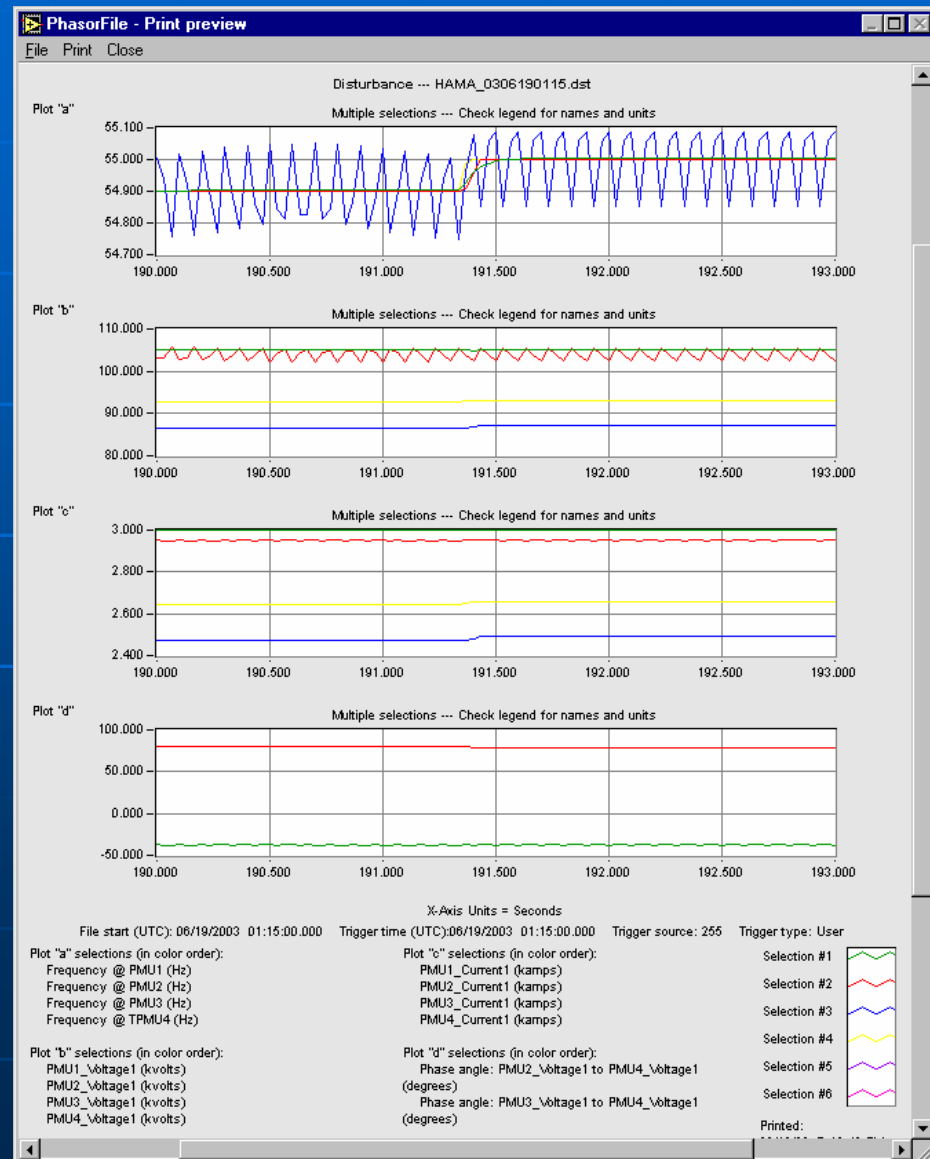 PhasorFile - Print preview
File Print Close
Disturbance --- HAMA_0306190115.dst
Plot "a"
Multiple selections --- Check legend for names and units
55.100
55.000
54.900
54.800
54.700
190.000 190.500 191.000 191.500 192.000 192.500 193.000
Plot "b"
Multiple selections --- Check legend for names and units
110.000
100.000
90.000
80.000
190.000 190.500 191.000 191.500 192.000 192.500 193.000
Plot "c"
Multiple selections --- Check legend for names and units
3.000
2.800
2.600
2.400
190.000 190.500 191.000 191.500 192.000 192.500 193.000
Plot "d"
Multiple selections --- Check legend for names and units
100.000
50.000
0.000
-50.000
190.000 190.500 191.000 191.500 192.000 192.500 193.000
X-Axis Units = Seconds
File start (UTC): 06/19/2003 01:15:00.000 Trigger time (UTC):06/19/2003 01:15:00.000 Trigger source: 255 Trigger type: User
Plot "a" selections (in color order):
Frequency @ PMU1 (Hz)
Frequency @ PMU2 (Hz)
Frequency @ PMU3 (Hz)
Frequency @ TPMU4 (Hz)
Plot "b" selections (in color order):
PMU1_Voltage1 (kvolts)
PMU2_Voltage1 (kvolts)
PMU3_Voltage1 (kvolts)
PMU4_Voltage1 (kvolts)
Plot "c" selections (in color order):
PMU1_Current1 (kamps)
PMU2_Current1 (kamps)
PMU3_Current1 (kamps)
PMU4_Current1 (kamps)
Plot "d" selections (in color order):
Phase angle: PMU2_Voltage1 to PMU4_Voltage1
(degrees)
Phase angle: PMU3_Voltage1 to PMU4_Voltage1
(degrees)
Selection #1
Selection #2
Selection #3
Selection #4
Selection #5
Selection #6
Printed: